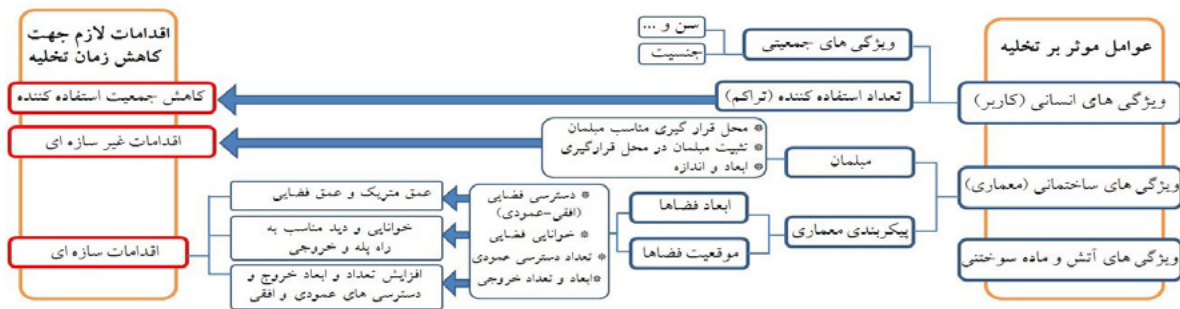 عوامل موثر بر تخلیه
ویژگی های انسانی (کاربر)
ویژگی های ساختمانی (معماری)
ویژگی های آتش و ماده سوختنی
ویژگی های جمعیتی
سن و ...
جنسیت
تعداد استفاده کننده (تراکم)
مبلمان
* محل قرار گیری مناسب مبلمان
* تثبیت مبلمان در محل قرارگیری
* ابعاد و اندازه
پیکربندی معماری
ابعاد فضاها
موقعیت فضاها
* دسترسی فضایی
(افقی-عمودی)
* خوانایی فضایی
* تعداد دسترسی عمودی
*ابعاد و تعداد خروجی
عمق متریک و عمق فضایی
خوانایی و دید مناسب به
راه پله و خروجی
افزایش تعداد و ابعاد خروج و
دسترسی های عمودی و افقی
اقدامات لازم جهت
کاهش زمان تخلیه
کاهش جمعیت استفاده کننده
اقدامات غیر سازه ای
اقدامات سازه ای